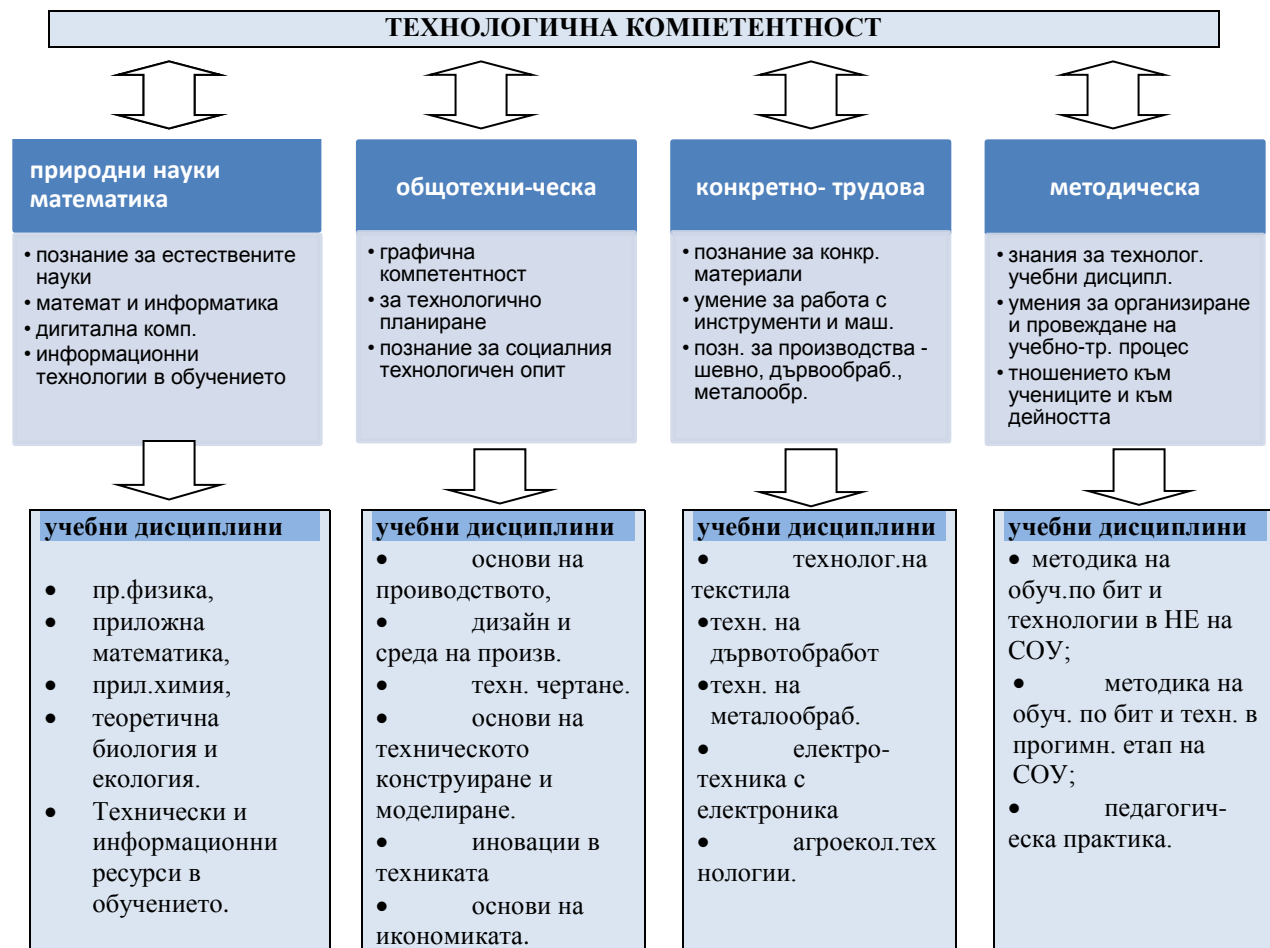 ТЕХНОЛОГИЧНА КОМПЕТЕНТНОСТ
природни науки
математика
• познание за естествените
науки
• математ и информатика
• дигитална комп.
• информационни
технологии в обучението
учебни дисциплини
• пр.физика,
• приложна
математика,
• прил.химия,
• теоретична
биология и
екология.
• Технически и
информационни
ресурси в
обучението.
общотехни-ческа
• графична
компетентност
• за технологично
планиране
• познание за социалния
технологичен опит
учебни дисциплини
• основи на
проиводството,
• дизайн и
среда на произв.
• техн. чертане.
• основи на
техническото
конструиране и
моделиране.
• иновации в
техниката
• основи на
икономиката.
конкретно- трудова
• познание за конкр.
материали
• умение за работа с
инструменти и маш.
• позн. за производства -
шевно, дървообраб.,
металообр.
учебни дисциплини
• технолог.на
текстила
•техн. на
дървотобработ
•техн. на
металообраб.
• електро-
техника с
електроника
• агроекол.тех
нологии.
методическа
• знания за технолог.
учебни дисципл.
• умения за организиране
и провеждане на
учебно-тр. процес
• тношението към
учениците и към
дейността
учебни дисциплини
• методика на
обуч.по бит и
технологии в НЕ на
СОУ;
• методика на
обуч. по бит и техн. в
прогимн. етап на
СОУ;
• педагогич-
еска практика.